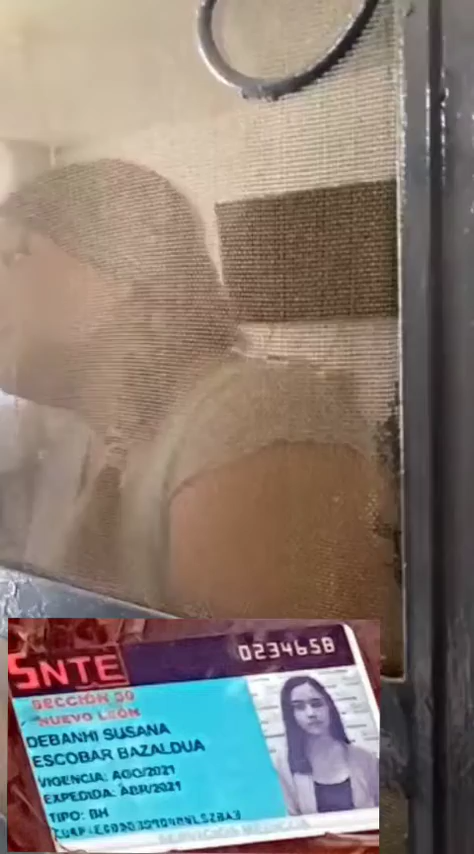 SNTE
0234658
SECCIÓN 50
NUEVO LEÓN
DEBANHI SUSANA
ESCOBAR BAZALDUA
VIGENCIA: AGO/2021
EXPEDIDA: ABR/2021
TIPO: BH